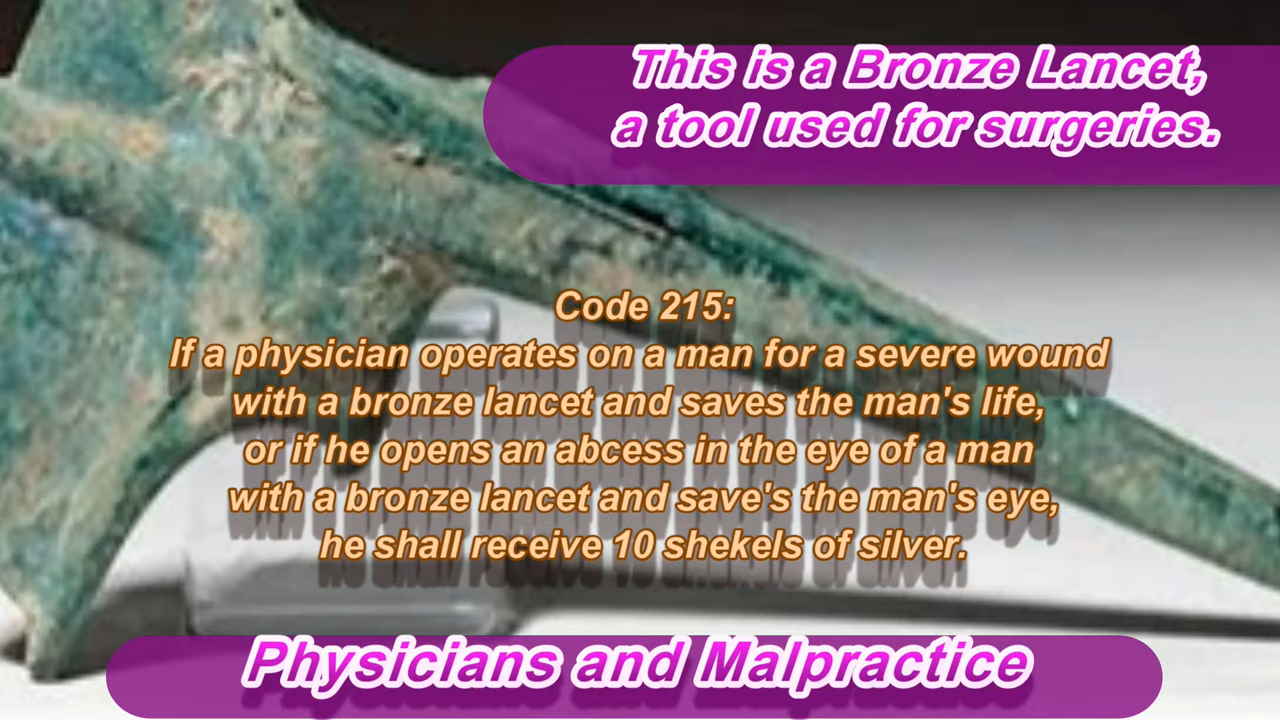 This is a Bronze Lancet,
a tool used for surgeries.
Code 215:
If a physician operates on a man for a severe wound
with a bronze lancet and saves the man's life,
or if he opens an abcess in the eye of a man
with a bronze lancet and save's the man's eye,
he shall receive 10 shekels of silver.
Physicians and Malpractice